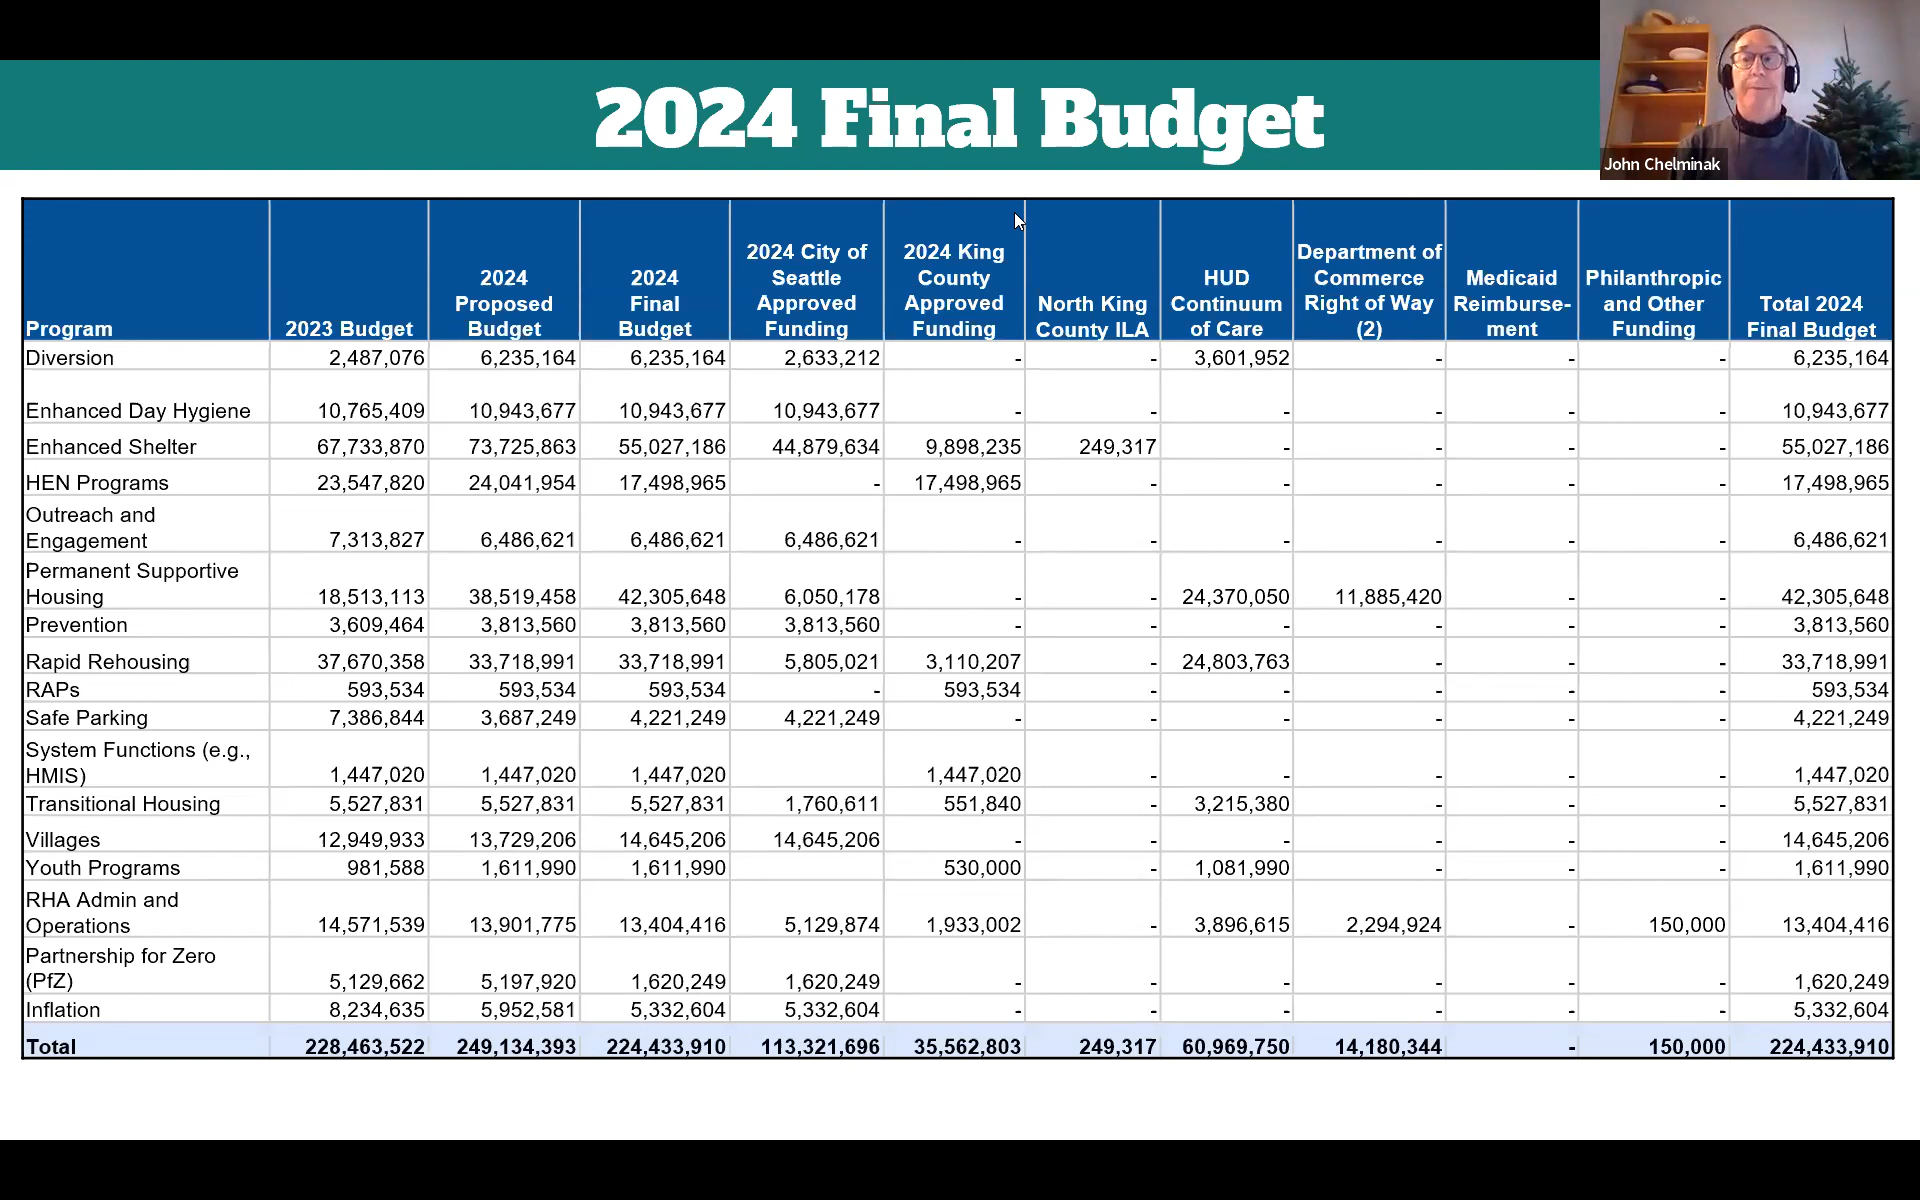 2024 Final Budget
John Chelminak
Program 2023 Budget 2024 Proposed Budget 2024 Final Budget 2024 City of Seattle Approved Funding 2024 King County Approved Funding North King County ILA HUD Continuum of Care Department of Commerce Right of Way (2) Medicaid Reimburse-ment Philanthropic and Other Funding Total 2024 Final Budget
Diversion 2,487,076 6,235,164 6,235,164 2,633,212 - - 3,601,952 - - - 6,235,164
Enhanced Day Hygiene 10,765,409 10,943,677 10,943,677 10,943,677 - - - - - - 10,943,677
Enhanced Shelter 67,733,870 73,725,863 55,027,186 44,879,634 9,898,235 249,317 - - - - 55,027,186
HEN Programs 23,547,820 24,041,954 17,498,965 - 17,498,965 - - - - - 17,498,965
Outreach and
Engagement 7,313,827 6,486,621 6,486,621 6,486,621 - - - - - - 6,486,621
Permanent Supportive
Housing 18,513,113 38,519,458 42,305,648 6,050,178 - - 24,370,050 11,885,420 - - 42,305,648
Prevention 3,609,464 3,813,560 3,813,560 3,813,560 - - - - - - 3,813,560
Rapid Rehousing 37,670,358 33,718,991 33,718,991 5,805,021 3,110,207 - 24,803,763 - - - 33,718,991
RAPs 593,534 593,534 593,534 - 593,534 - - - - - 593,534
Safe Parking 7,386,844 3,687,249 4,221,249 4,221,249 - - - - - - 4,221,249
System Functions (e.g.,
HMIS) 1,447,020 1,447,020 1,447,020 1,447,020 - - - - - 1,447,020
Transitional Housing 5,527,831 5,527,831 5,527,831 1,760,611 551,840 - 3,215,380 - - - 5,527,831
Villages 12,949,933 13,729,206 14,645,206 14,645,206 - - - - - - 14,645,206
Youth Programs 981,588 1,611,990 1,611,990 530,000 - 1,081,990 - - - 1,611,990
RHA Admin and
Operations 14,571,539 13,901,775 13,404,416 5,129,874 1,933,002 - 3,896,615 2,294,924 - 150,000 13,404,416
Partnership for Zero
(PfZ) 5,129,662 5,197,920 1,620,249 1,620,249 - - - - - - 1,620,249
Inflation 8,234,635 5,952,581 5,332,604 5,332,604 - - - - - - 5,332,604
Total 228,463,522 249,134,393 224,433,910 113,321,696 35,562,803 249,317 60,969,750 14,180,344 - 150,000 224,433,910